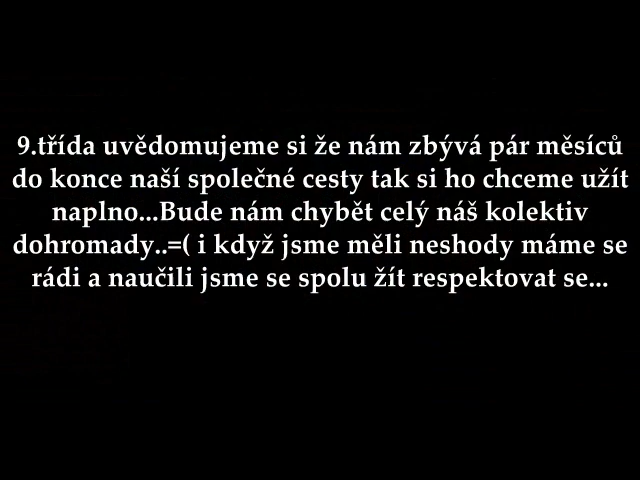 9.třída uvědomujeme si že nám zbývá pár měsíců
do konce naší společné cesty tak si ho chceme užít
naplno...Bude nám chybět celý náš kolektiv
dohromady..=( i když jsme měli neshody máme se
rádi a naučili jsme se spolu žít respektovat se...